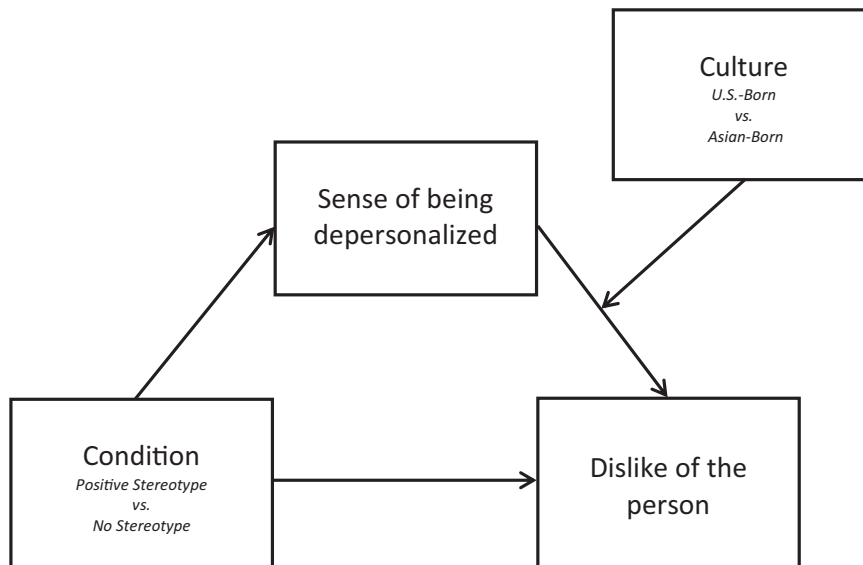 Culture
U.S.-Born
vs.
Asian-Born
Sense of being
depersonalized
Condition
Positive Stereotype
vs.
No Stereotype
Dislike of the
person